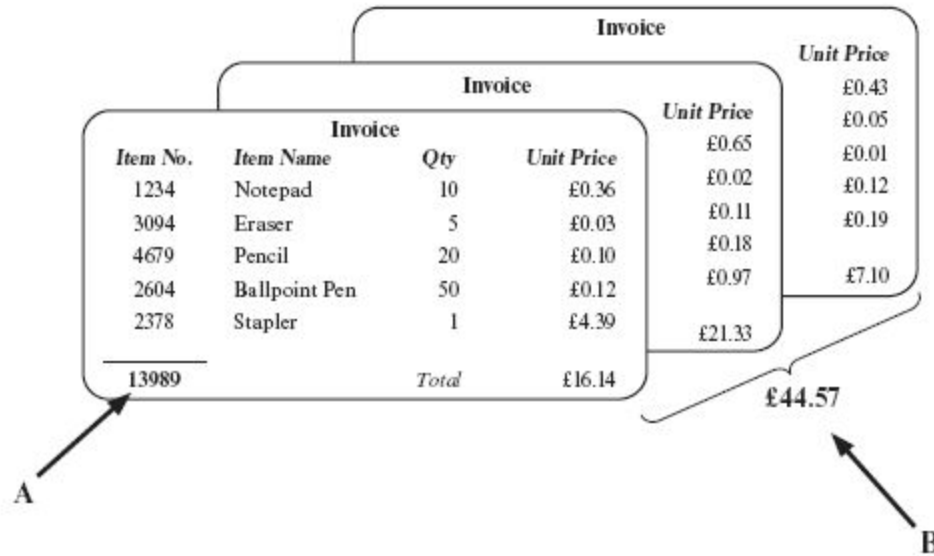 Invoice
Unit Price
£0.43
£0.05
£0.01
£0.12
£0.19
£7.10
Invoice
Unit Price
£0.65
£0.02
£0.11
£0.18
£0.97
£21.33
Invoice
Item No. Item Name Qty Unit Price
1234 Notepad 10 £0.36
3094 Eraser 5 £0.03
4679 Pencil 20 £0.10
2604 Ballpoint Pen 50 £0.12
2378 Stapler 1 £4.39
13989 Total £16.14
£44.57
A
B